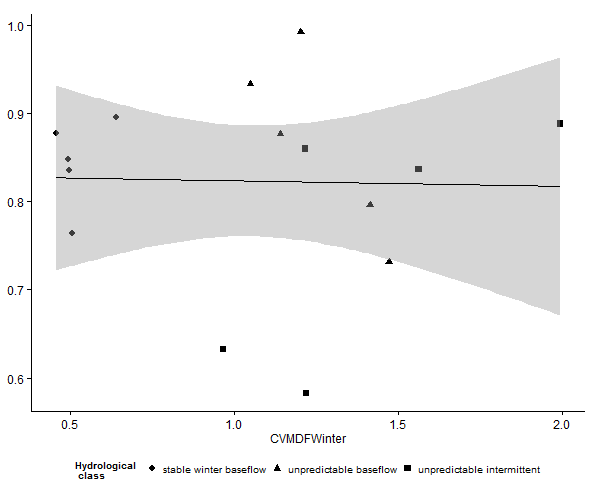 1.0
0.9
0.8
0.7
0.6
0.5 1.0 1.5 2.0
CVMDFWinter
Hydrological
class
stable winter baseflow unpredictable baseflow unpredictable intermittent